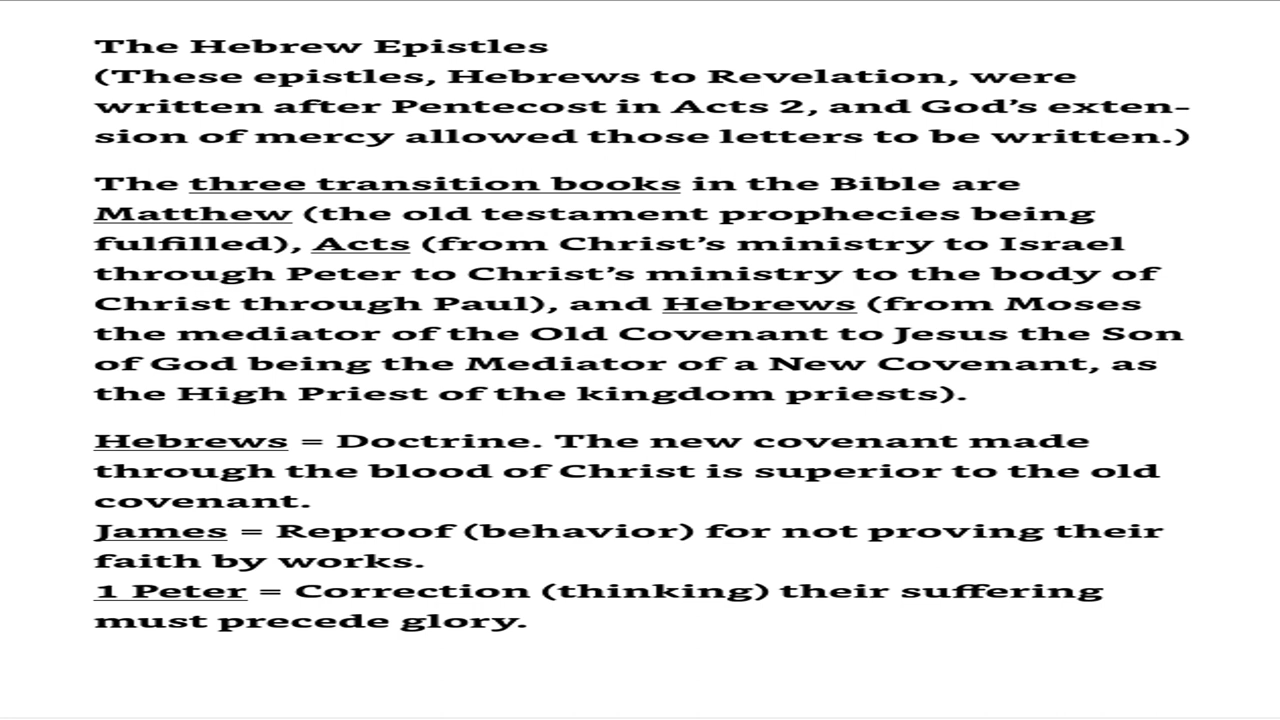 The Hebrew Epistles
(These epistles, Hebrews to Revelation, were
written after Pentecost in Acts 2, and God’s exten-
sion of mercy allowed those letters to be written.)
The three transition books in the Bible are
Matthew (the old testament prophecies being
fulfilled), Acts (from Christ’s ministry to Israel
through Peter to Christ’s ministry to the body of
Christ through Paul), and Hebrews (from Moses
the mediator of the Old Covenant to Jesus the Son
of God being the Mediator of a New Covenant, as
the High Priest of the kingdom priests).
Hebrews = Doctrine. The new covenant made
through the blood of Christ is superior to the old
covenant.
James = Reproof (behavior) for not proving their
faith by works.
1 Peter = Correction (thinking) their suffering
must precede glory.